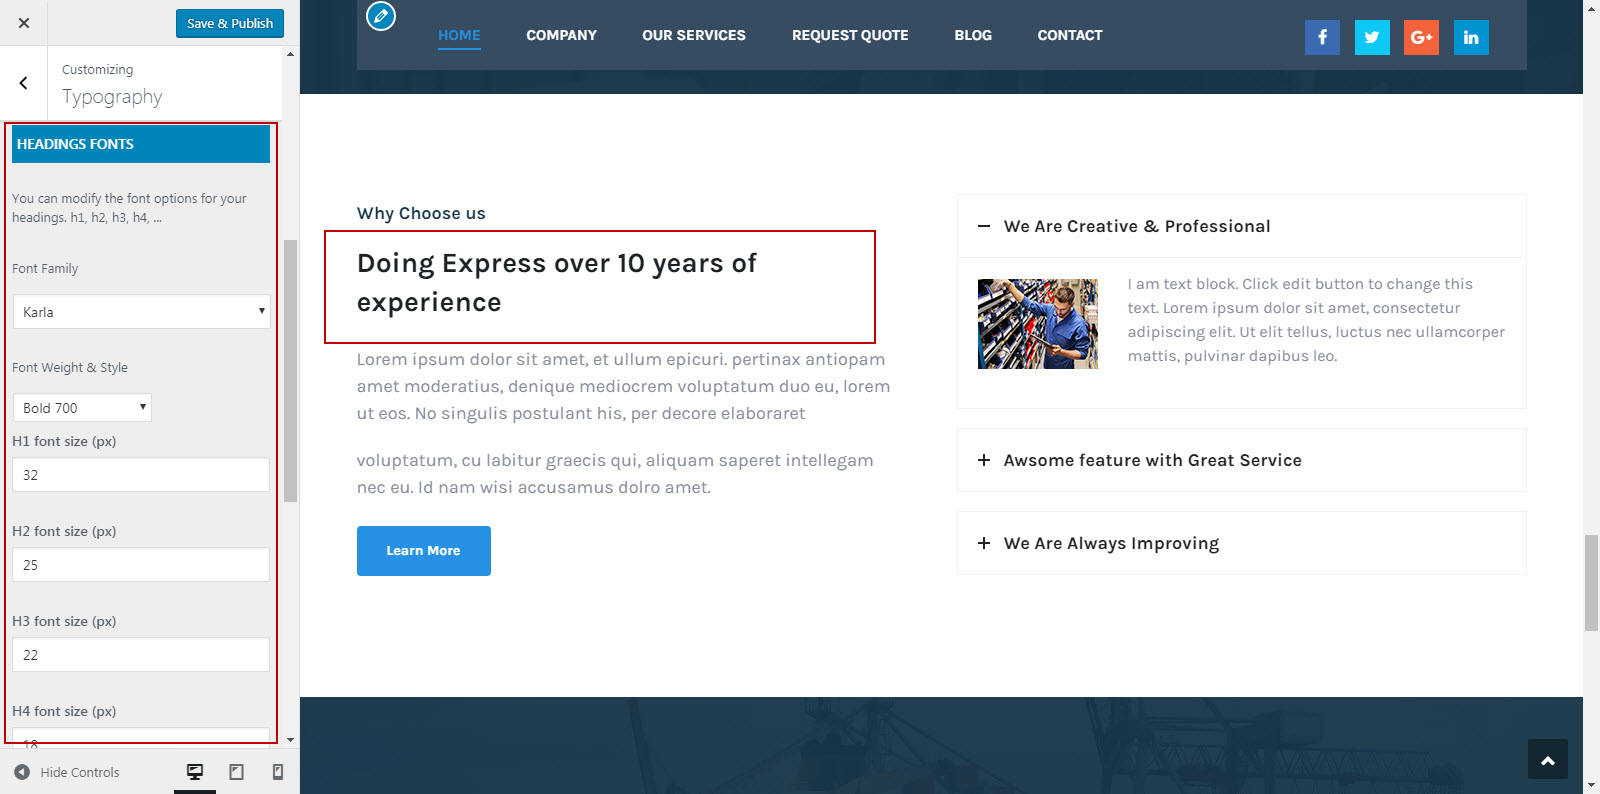 Save & Publish
Customizing
Typography
HEADINGS FONTS
You can modify the font options for your
headings. h1, h2, h3, h4, ...
Font Family
Karla
Font Weight & Style
Bold 700
H1 font size (px)
32
H2 font size (px)
25
H3 font size (px)
22
H4 font size (px)
18
Hide Controls
HOME COMPANY OUR SERVICES REQUEST QUOTE BLOG CONTACT
f G+ in
Why Choose us
Doing Express over 10 years of
experience
Lorem ipsum dolor sit amet, et ullum epicuri. pertinax antiopam
amet moderatius, denique mediocrem voluptatum duo eu, lorem
ut eos. No singulis postulant his, per decore elaboraret
voluptatum, cu labitur graecis qui, aliquam saperet intellegam
nec eu. Id nam wisi accusamus dolro amet.
Learn More
We Are Creative & Professional
I am text block. Click edit button to change this
text. Lorem ipsum dolor sit amet, consectetur
adipiscing elit. Ut elit tellus, luctus nec ullamcorper
mattis, pulvinar dapibus leo.
Awsome feature with Great Service
We Are Always Improving